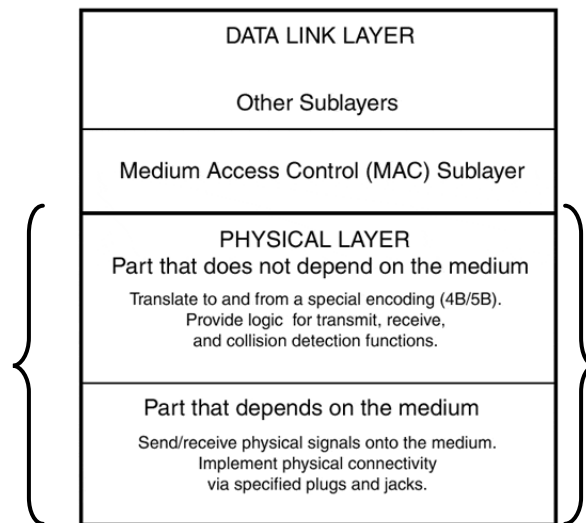 DATA LINK LAYER
Other Sublayers
Medium Access Control (MAC) Sublayer
PHYSICAL LAYER
Part that does not depend on the medium
Translate to and from a special encoding (4B/5B).
Provide logic for transmit, receive,
and collision detection functions.
Part that depends on the medium
Send/receive physical signals onto the medium.
Implement physical connectivity
via specified plugs and jacks.